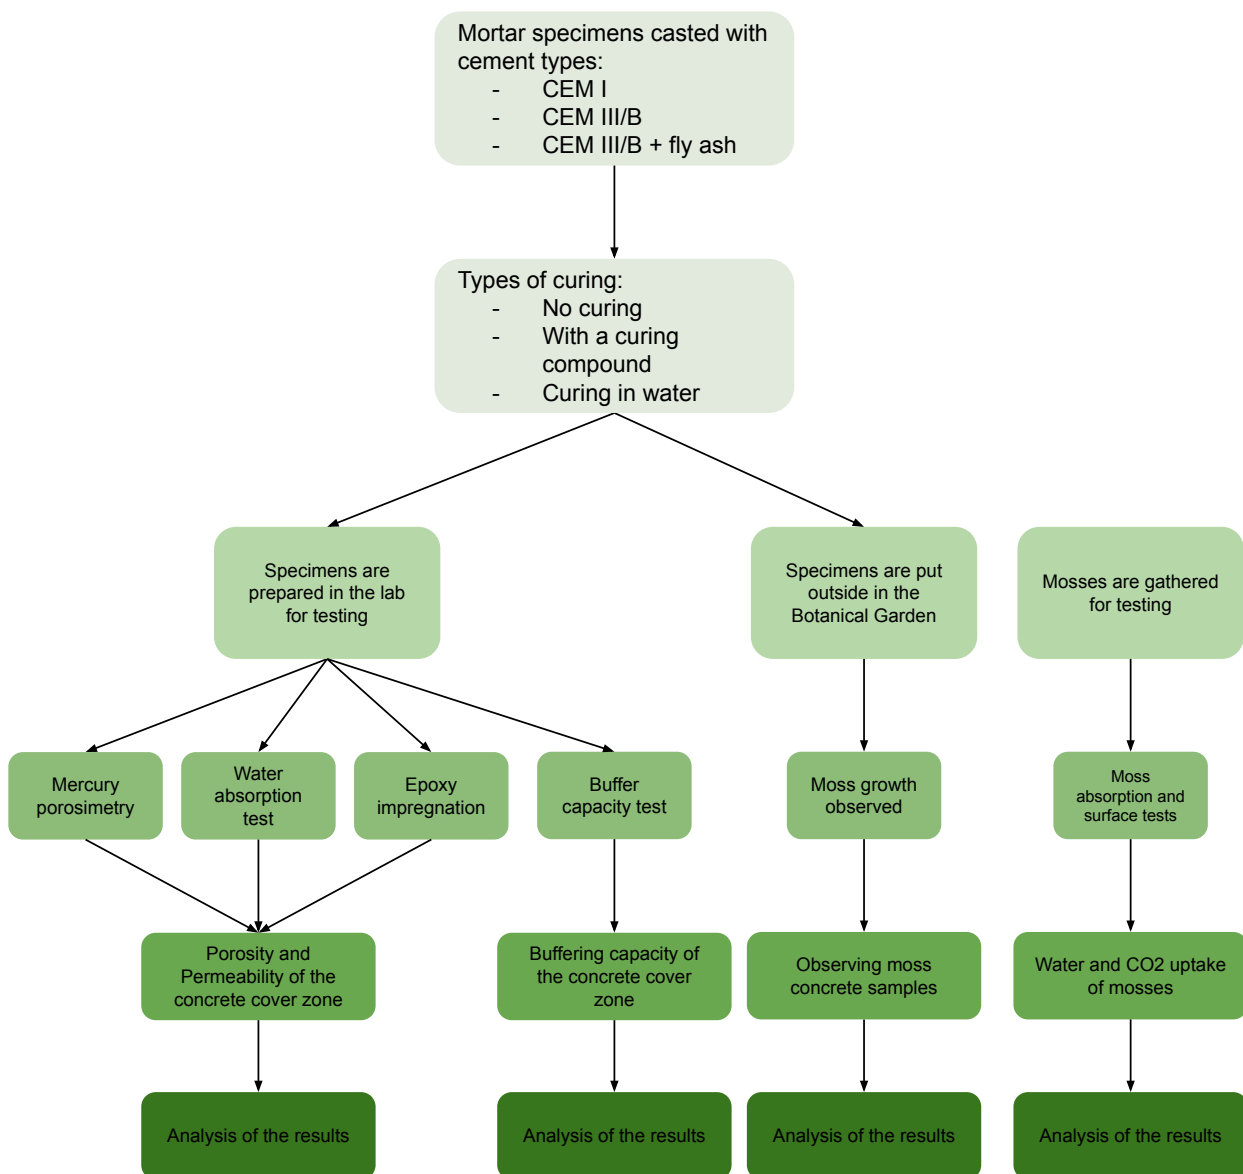 Mortar specimens casted with
cement types:
- CEM I
- CEM III/B
- CEM III/B + fly ash
Types of curing:
- No curing
- With a curing
compound
- Curing in water
Specimens are
prepared in the lab
for testing
Specimens are put
outside in the
Botanical Garden
Mosses are gathered
for testing
Mercury
porosimetry
Water
absorption
test
Epoxy
impregnation
Buffer
capacity test
Moss growth
observed
Moss
absorption and
surface tests
Porosity and
Permeability of the
concrete cover zone
Buffering capacity of
the concrete cover
zone
Observing moss
concrete samples
Water and CO2 uptake
of mosses
Analysis of the results
Analysis of the results
Analysis of the results
Analysis of the results